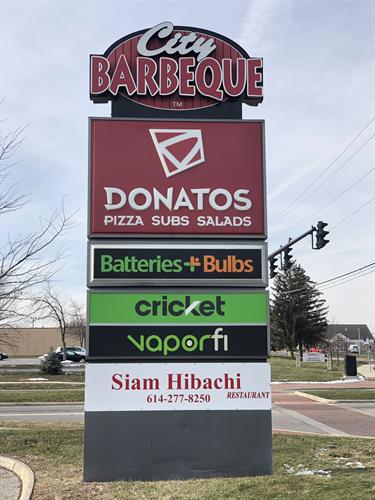 City
BARBEQUE
TM
DONATOS
PIZZA SUBS SALADS
Batteries+Bulbs
cricket
vaporfi
Siam Hibachi
614-277-8250 RESTAURANT